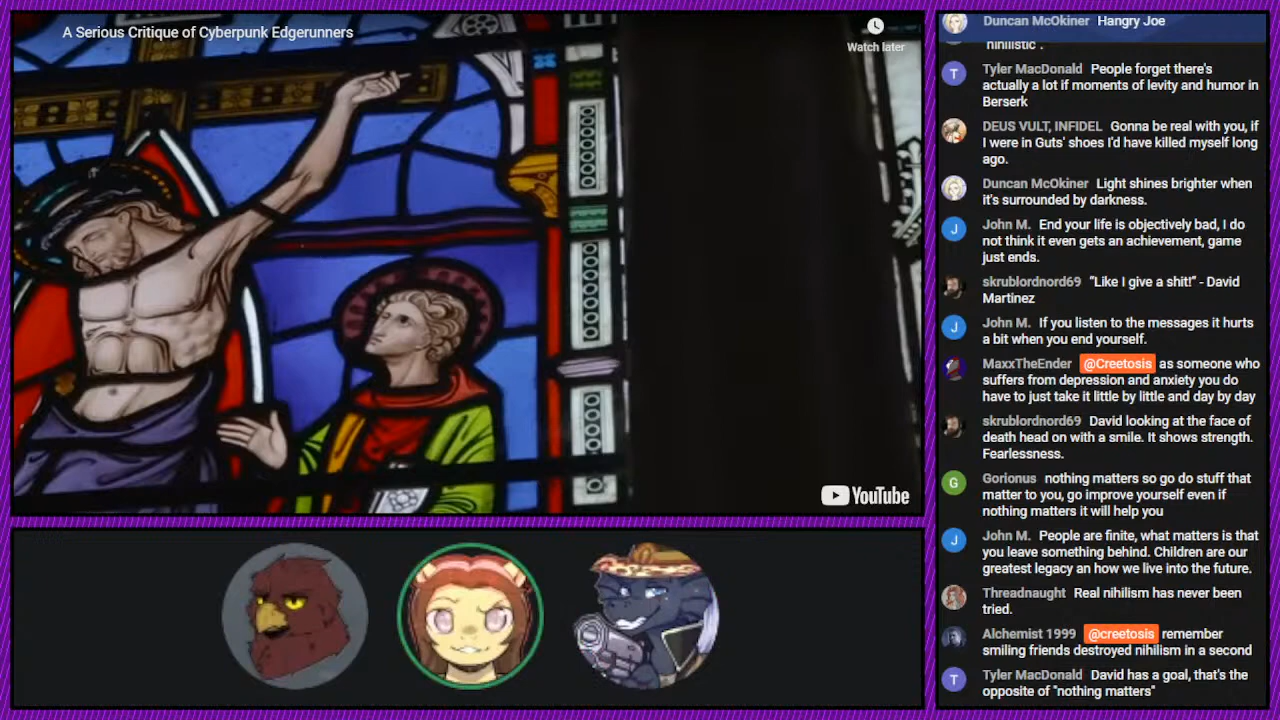 A Serious Critique of Cyberpunk Edgerunners
Watch later
YouTube
Duncan McOkiner Hangry Joe
"nihilistic".
Tyler MacDonald People forget there's
actually a lot if moments of levity and humor in
Berserk
DEUS VULT, INFIDEL Gonna be real with you, if
I were in Guts' shoes I'd have killed myself long
ago.
Duncan McOkiner Light shines brighter when
it's surrounded by darkness.
John M. End your life is objectively bad, I do
not think it even gets an achievement, game
just ends.
skrublordnord69 "Like I give a shit!" - David
Martinez
John M. If you listen to the messages it hurts
a bit when you end yourself.
MaxxTheEnder @Creetosis as someone who
suffers from depression and anxiety you do
have to just take it little by little and day by day
skrublordnord69 David looking at the face of
death head on with a smile. It shows strength.
Fearlessness.
Gorionus nothing matters so go do stuff that
matter to you, go improve yourself even if
nothing matters it will help you
John M. People are finite, what matters is that
you leave something behind. Children are our
greatest legacy an how we live into the future.
Threadnaught Real nihilism has never been
tried.
Alchemist 1999 @creetosis remember
smiling friends destroyed nihilism in a second
Tyler MacDonald David has a goal, that's the
opposite of "nothing matters"